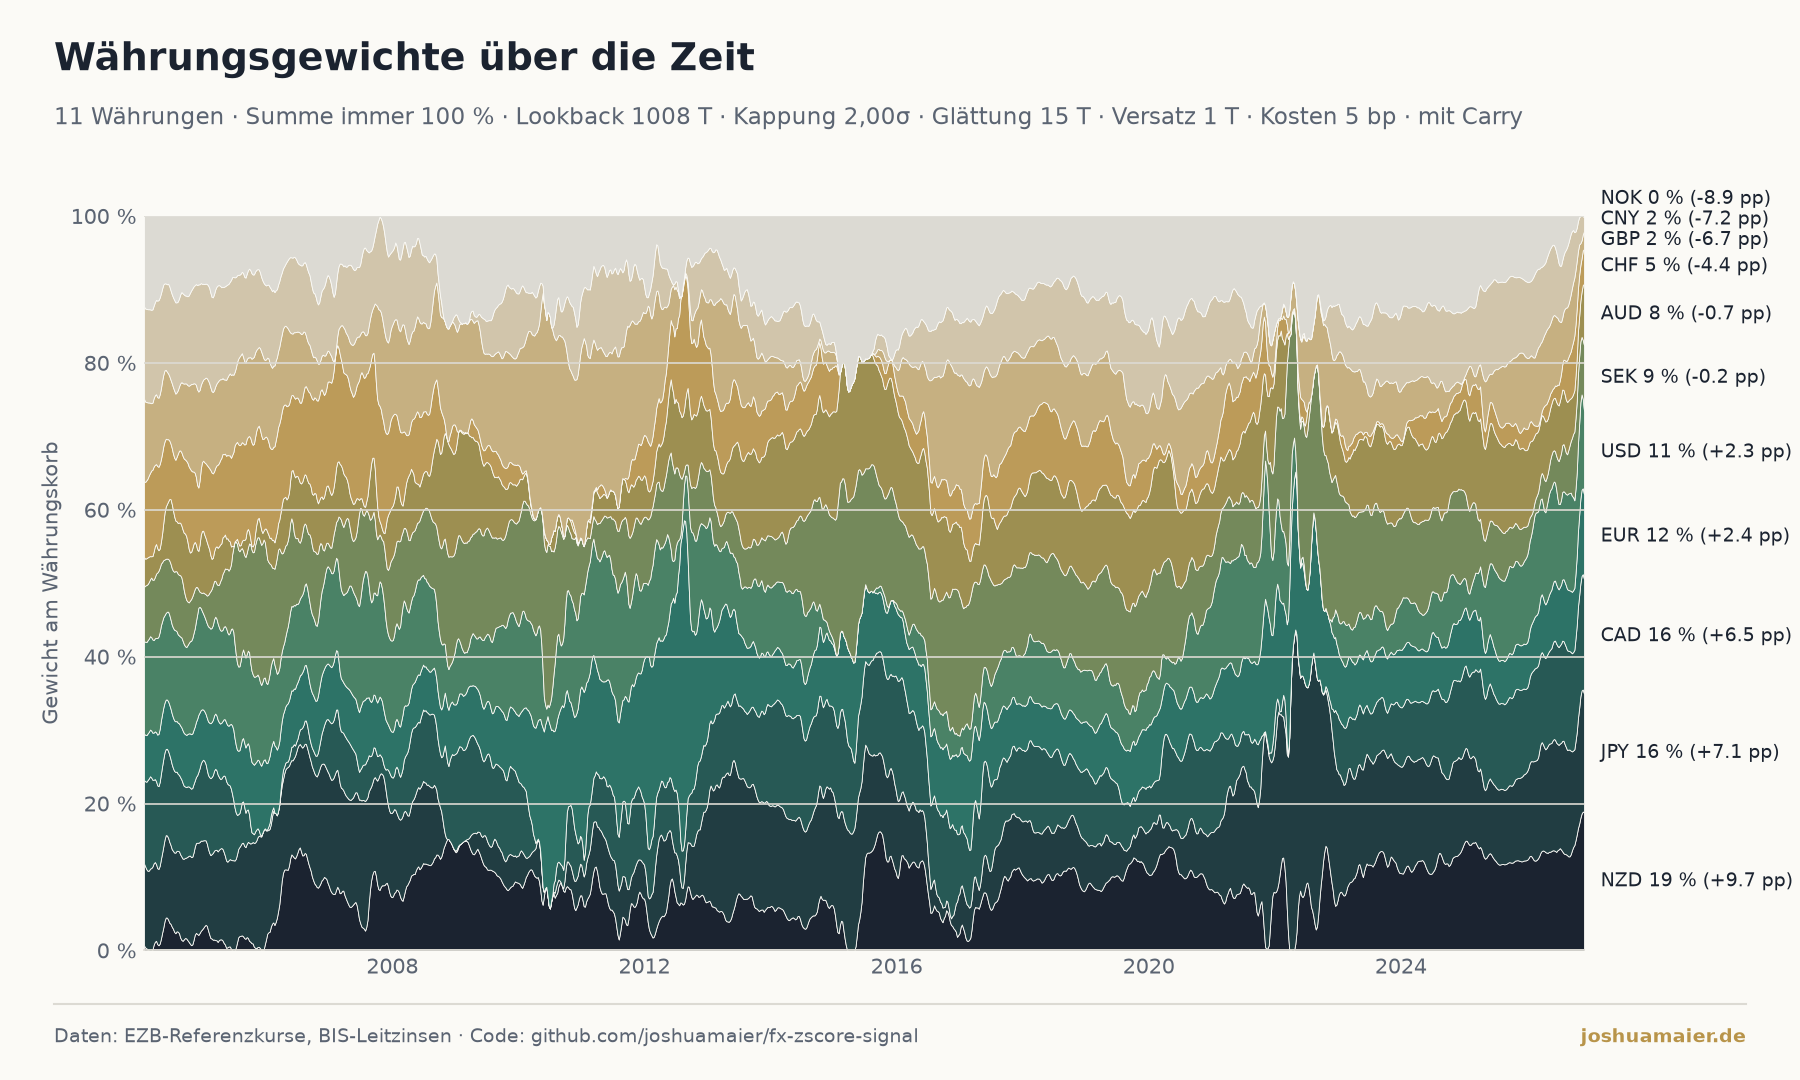 Währungsgewichte über die Zeit
11 Währungen · Summe immer 100 % · Lookback 1008 T · Kappung 2,00σ · Glättung 15 T · Versatz 1 T · Kosten 5 bp · mit Carry
Gewicht am Währungskorb
100 %
80 %
60 %
40 %
20 %
0 %
2008
2012
2016
2020
2024
NOK 0 % (-8.9 pp)
CNY 2 % (-7.2 pp)
GBP 2 % (-6.7 pp)
CHF 5 % (-4.4 pp)
AUD 8 % (-0.7 pp)
SEK 9 % (-0.2 pp)
USD 11 % (+2.3 pp)
EUR 12 % (+2.4 pp)
CAD 16 % (+6.5 pp)
JPY 16 % (+7.1 pp)
NZD 19 % (+9.7 pp)
Daten: EZB-Referenzkurse, BIS-Leitzinsen · Code: github.com/joshuamaier/fx-zscore-signal
joshuamaier.de